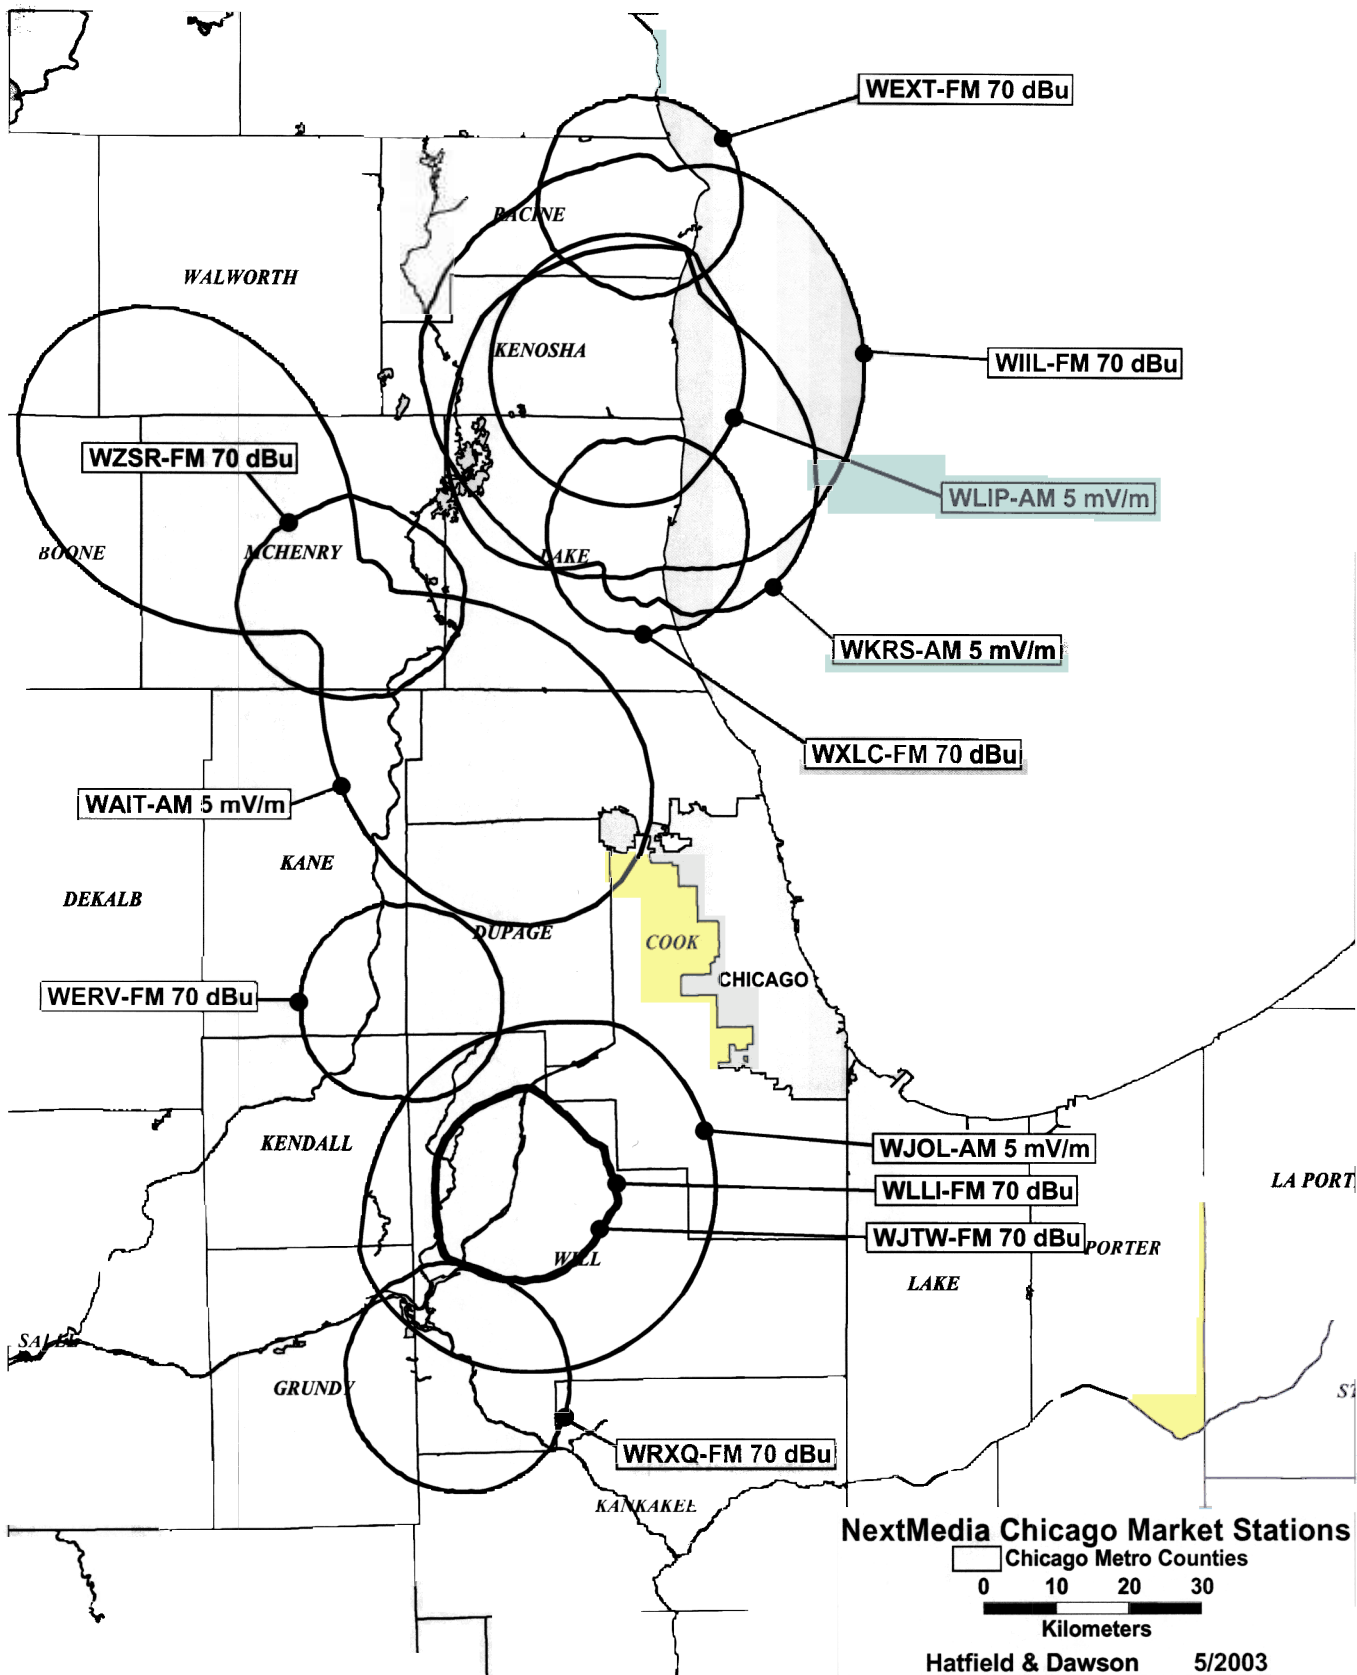 WEXT-FM 70 dBu
RACINE
WALWORTH
KENOSHA
WIIL-FM 70 dBu
WZSR-FM 70 dBu
WLIP-AM 5 mV/m
BOONE
MCHENRY
LAKE
WKRS-AM 5 mV/m
WXLC-FM 70 dBu
WAIT-AM 5 mV/m
KANE
DEKALB
DUPAGE
COOK
CHICAGO
WERV-FM 70 dBu
KENDALL
WJOL-AM 5 mV/m
WLLI-FM 70 dBu
LA PORT
WJTW-FM 70 dBu
PORTER
WILL
LAKE
SALLE
GRUNDY
ST
WRXQ-FM 70 dBu
KANKAKEE
NextMedia Chicago Market Stations
Chicago Metro Counties
0 10 20 30
Kilometers
Hatfield & Dawson 5/2003